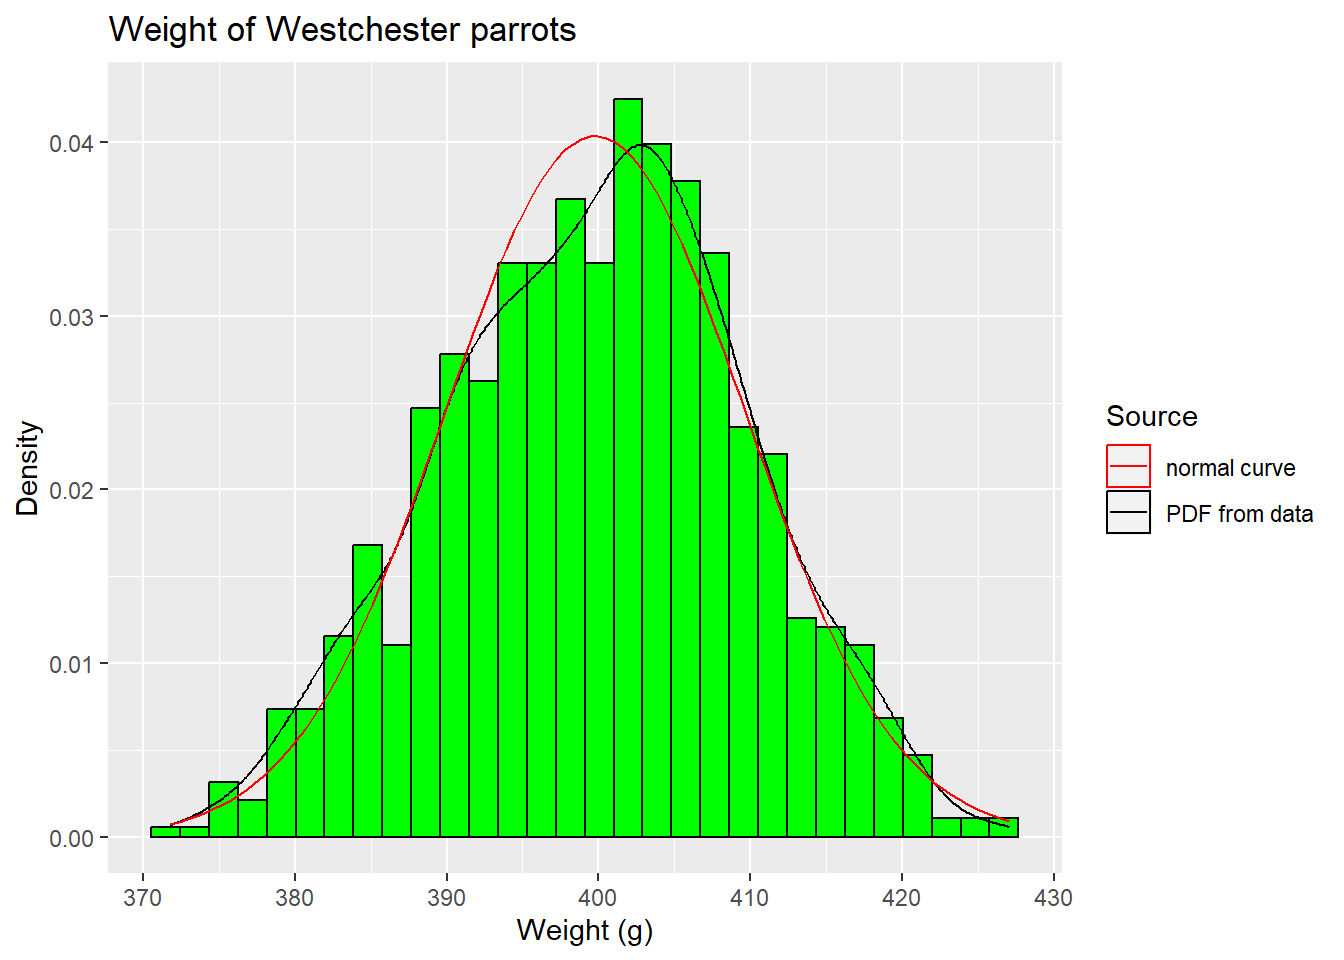 Weight of Westchester parrots
0.04
0.03
0.02
0.01
0.00
Density
370 380 390 400 410 420 430
Weight (g)
Source
normal curve
PDF from data